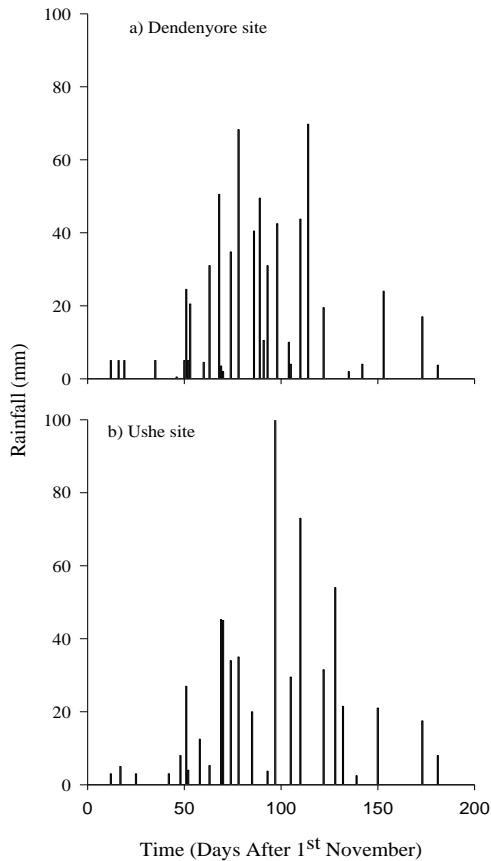 100
a) Dendenyore site
80
60
40
20
0
Rainfall (mm)
100
b) Ushe site
80
60
40
20
0
0 50 100 150 200
Time (Days After 1st November)